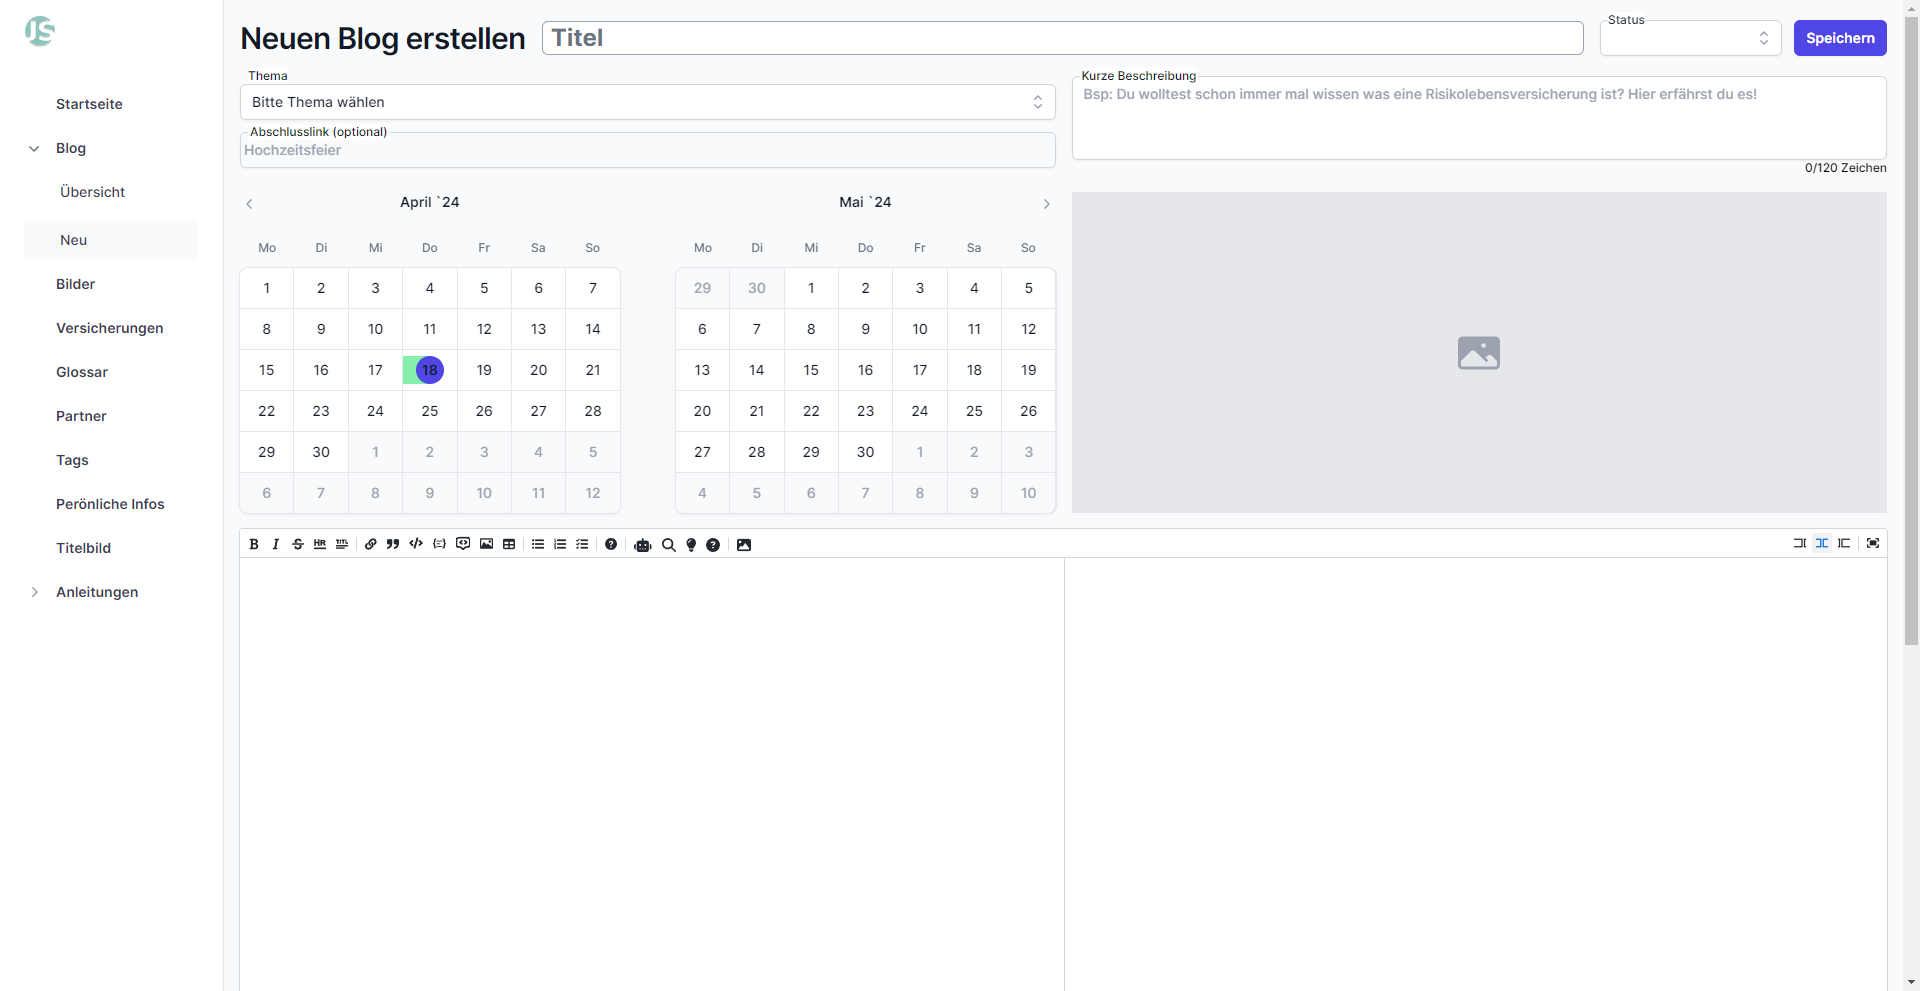 JS
Startseite
Blog
Übersicht
Neu
Bilder
Versicherungen
Glossar
Partner
Tags
Perönliche Infos
Titelbild
Anleitungen
Neuen Blog erstellen
Titel
Status
Speichern
Thema
Bitte Thema wählen
Abschlusslink (optional)
Hochzeitsfeier
Kurze Beschreibung
Bsp: Du wolltest schon immer mal wissen was eine Risikolebensversicherung ist? Hier erfährst du es!
0/120 Zeichen
April `24
Mo Di Mi Do Fr Sa So
1 2 3 4 5 6 7
8 9 10 11 12 13 14
15 16 17 18 19 20 21
22 23 24 25 26 27 28
29 30 1 2 3 4 5
6 7 8 9 10 11 12
Mai `24
Mo Di Mi Do Fr Sa So
29 30 1 2 3 4 5
6 7 8 9 10 11 12
13 14 15 16 17 18 19
20 21 22 23 24 25 26
27 28 29 30 1 2 3
4 5 6 7 8 9 10
B I S HR TITL